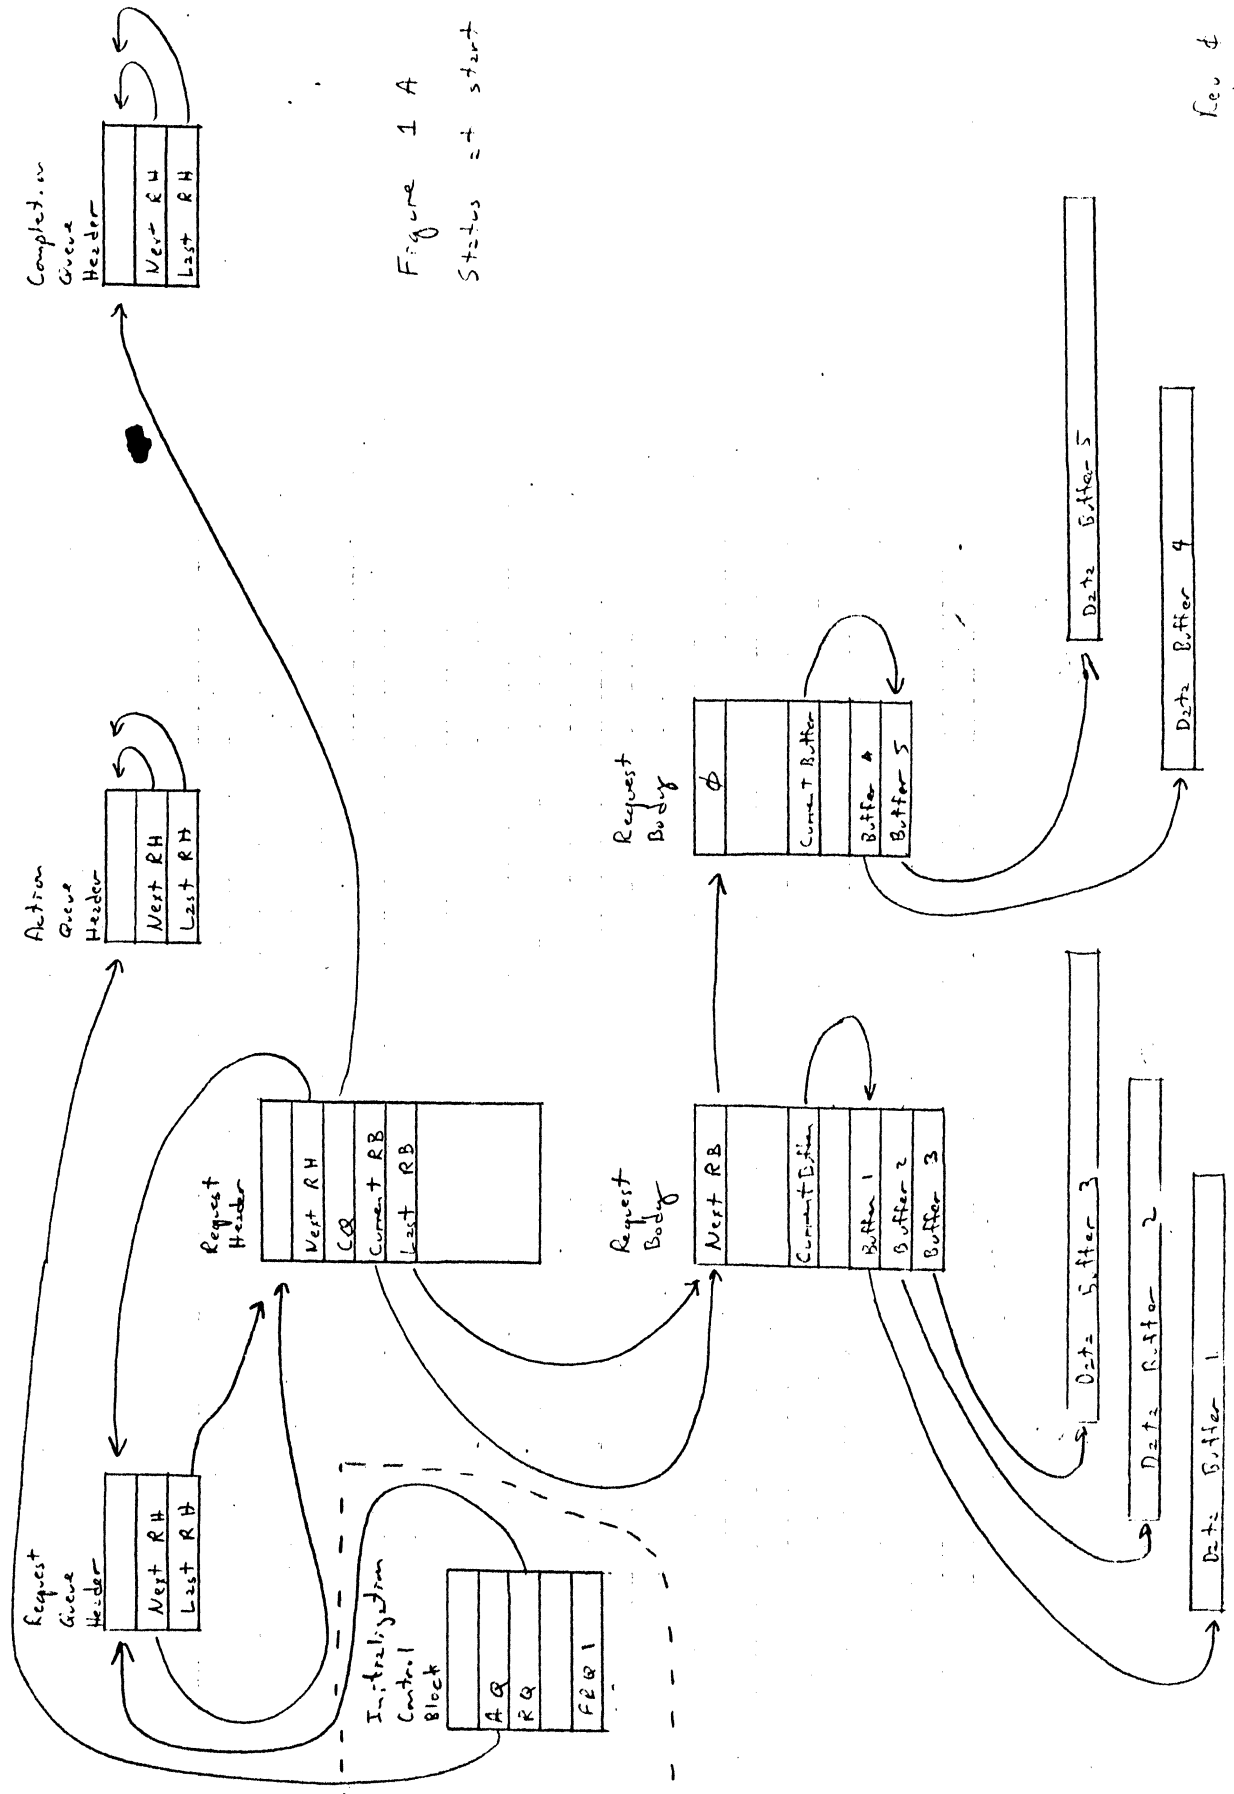 Request
Queue
Header
Next RH
Last RH
Action
Queue
Header
Next RH
Last RH
Completion
Queue
Header
Next RH
Last RH
Initialization
Control
Block
AQ
RQ
FRQ 1
Request
Header
Next RH
CQ
Current RB
Last RB
Figure 1 A
Status at start
Request
Body
Next RB
Current Buffer
Buffer 1
Buffer 2
Buffer 3
Request
Body
φ
Current Buffer
Buffer 4
Buffer 5
Data Buffer 3
Data Buffer 5
Data Buffer 2
Data Buffer 4
Data Buffer 1
Rev